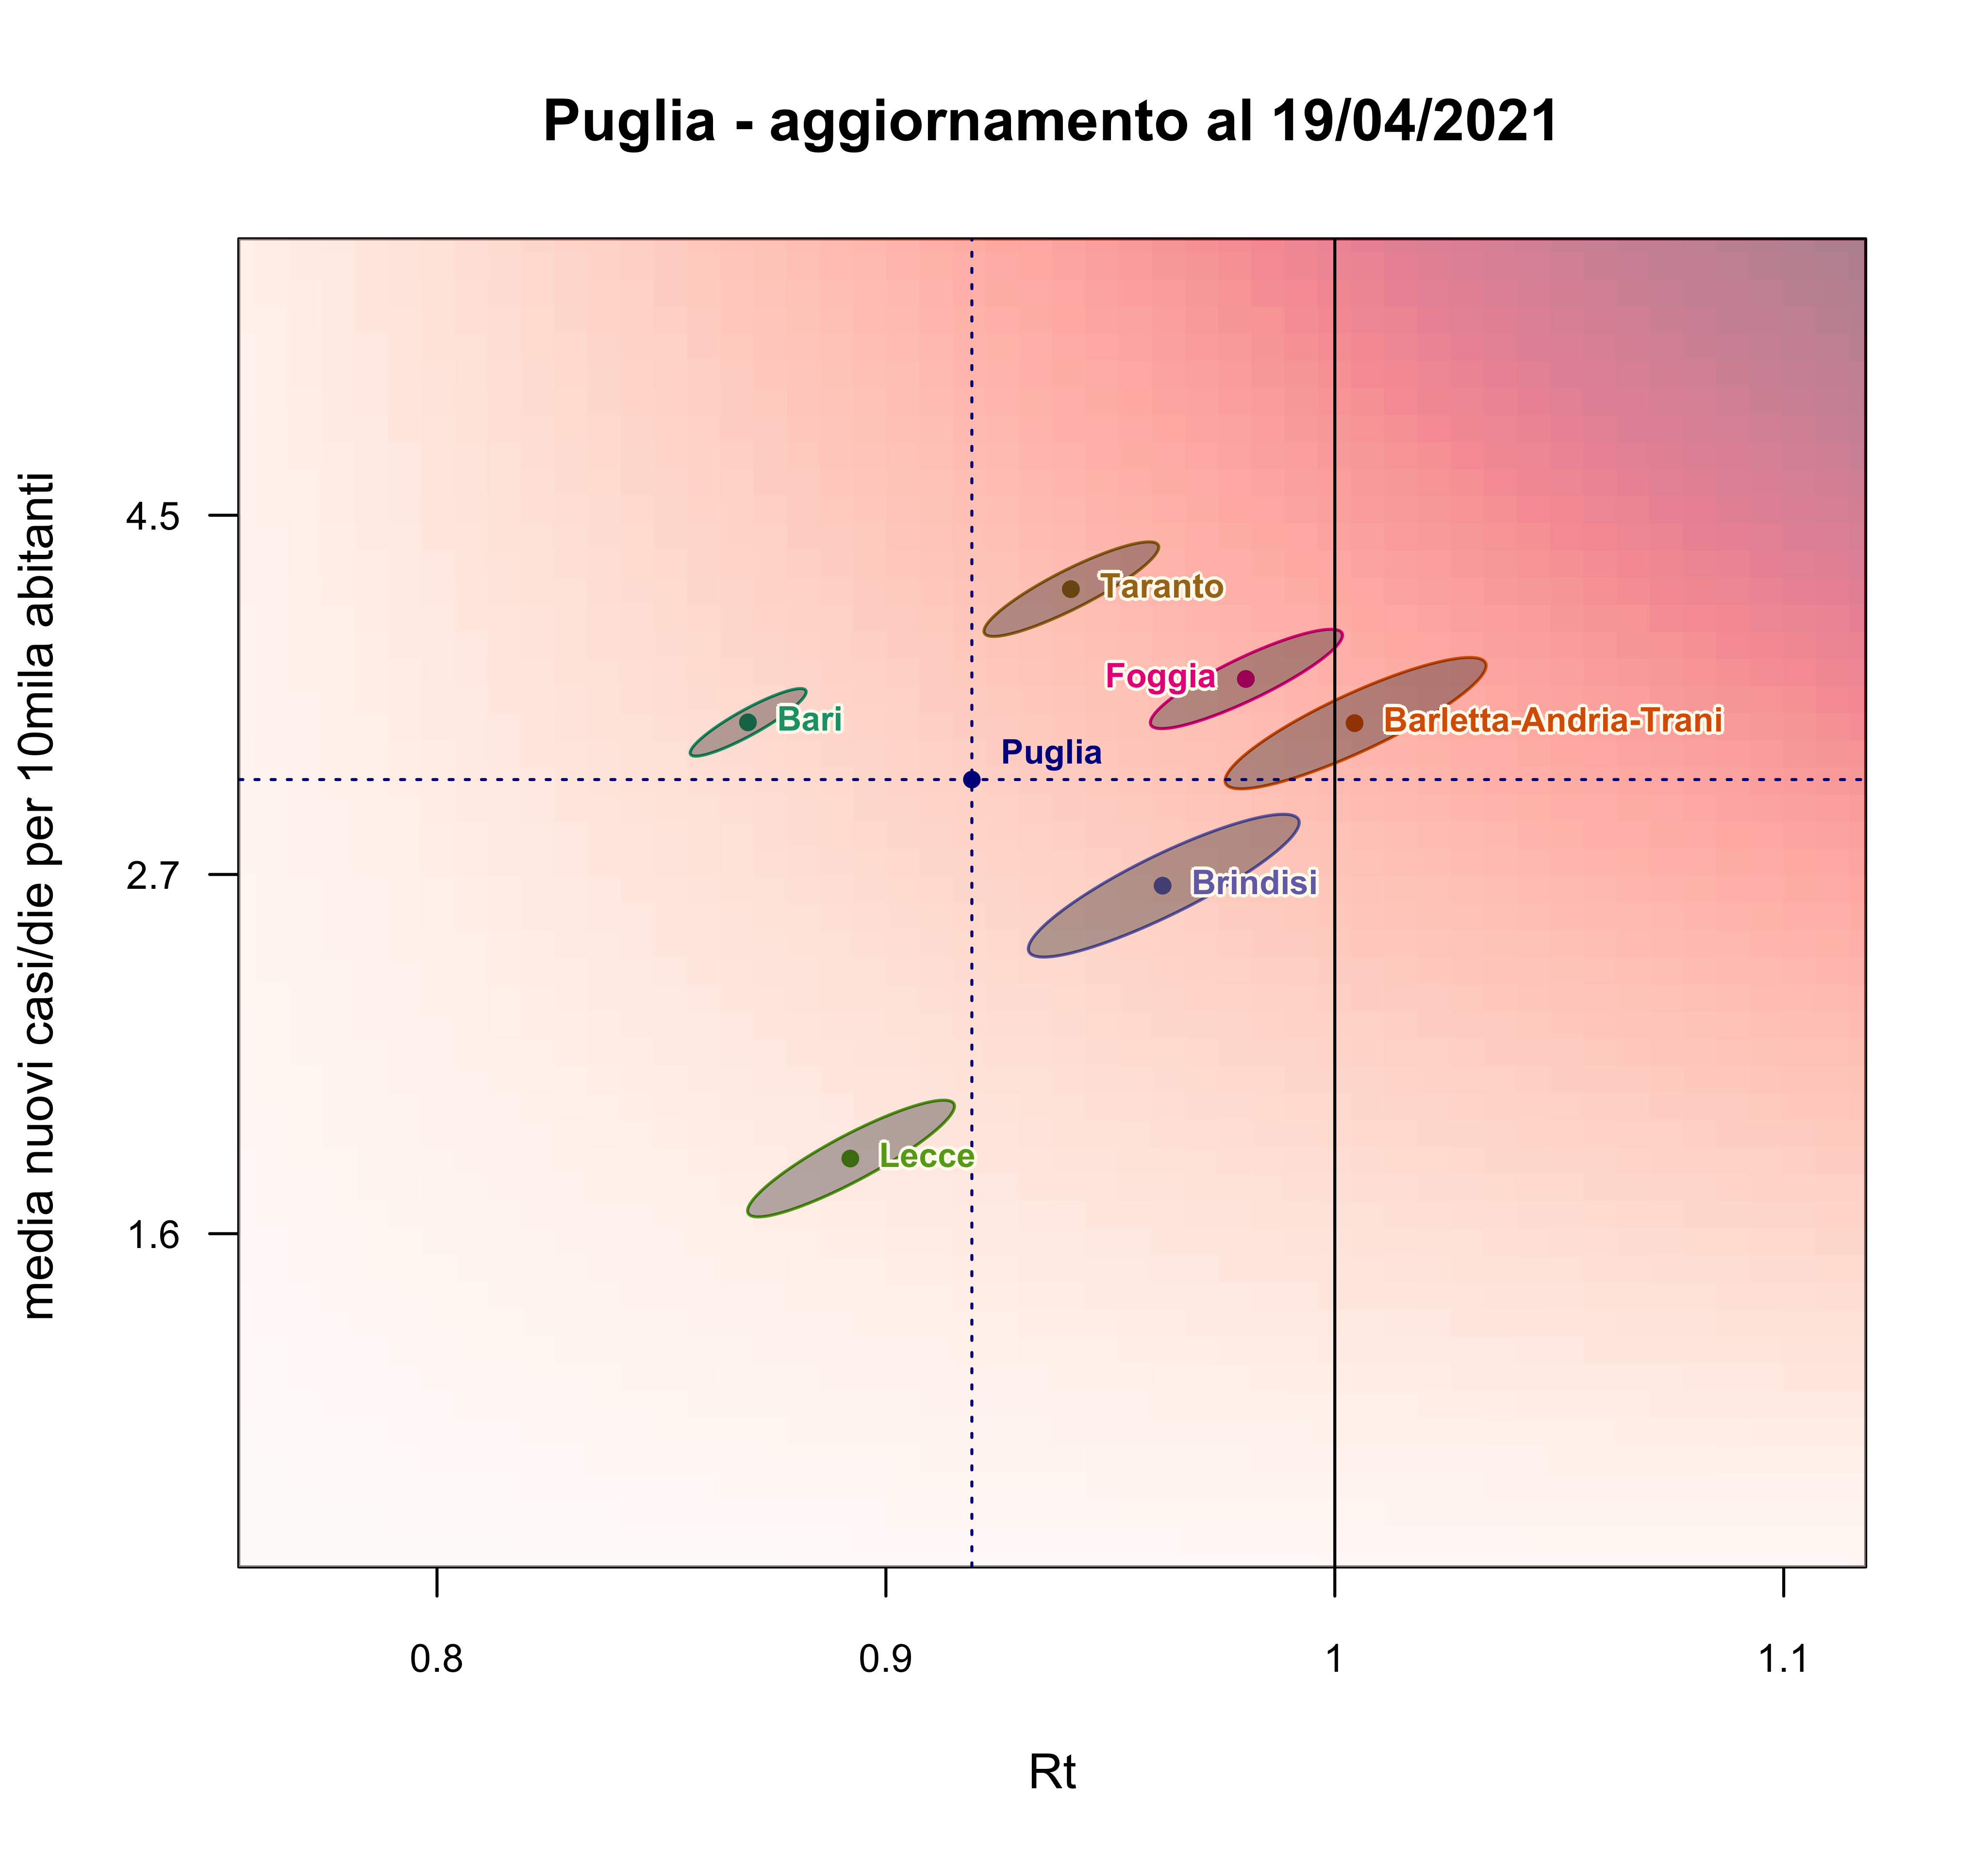 Puglia - aggiornamento al 19/04/2021
media nuovi casi/die per 10mila abitanti
4.5
2.7
1.6
Taranto
Foggia
Bari
Barletta-Andria-Trani
Puglia
Brindisi
Lecce
0.8
0.9
1
1.1
Rt